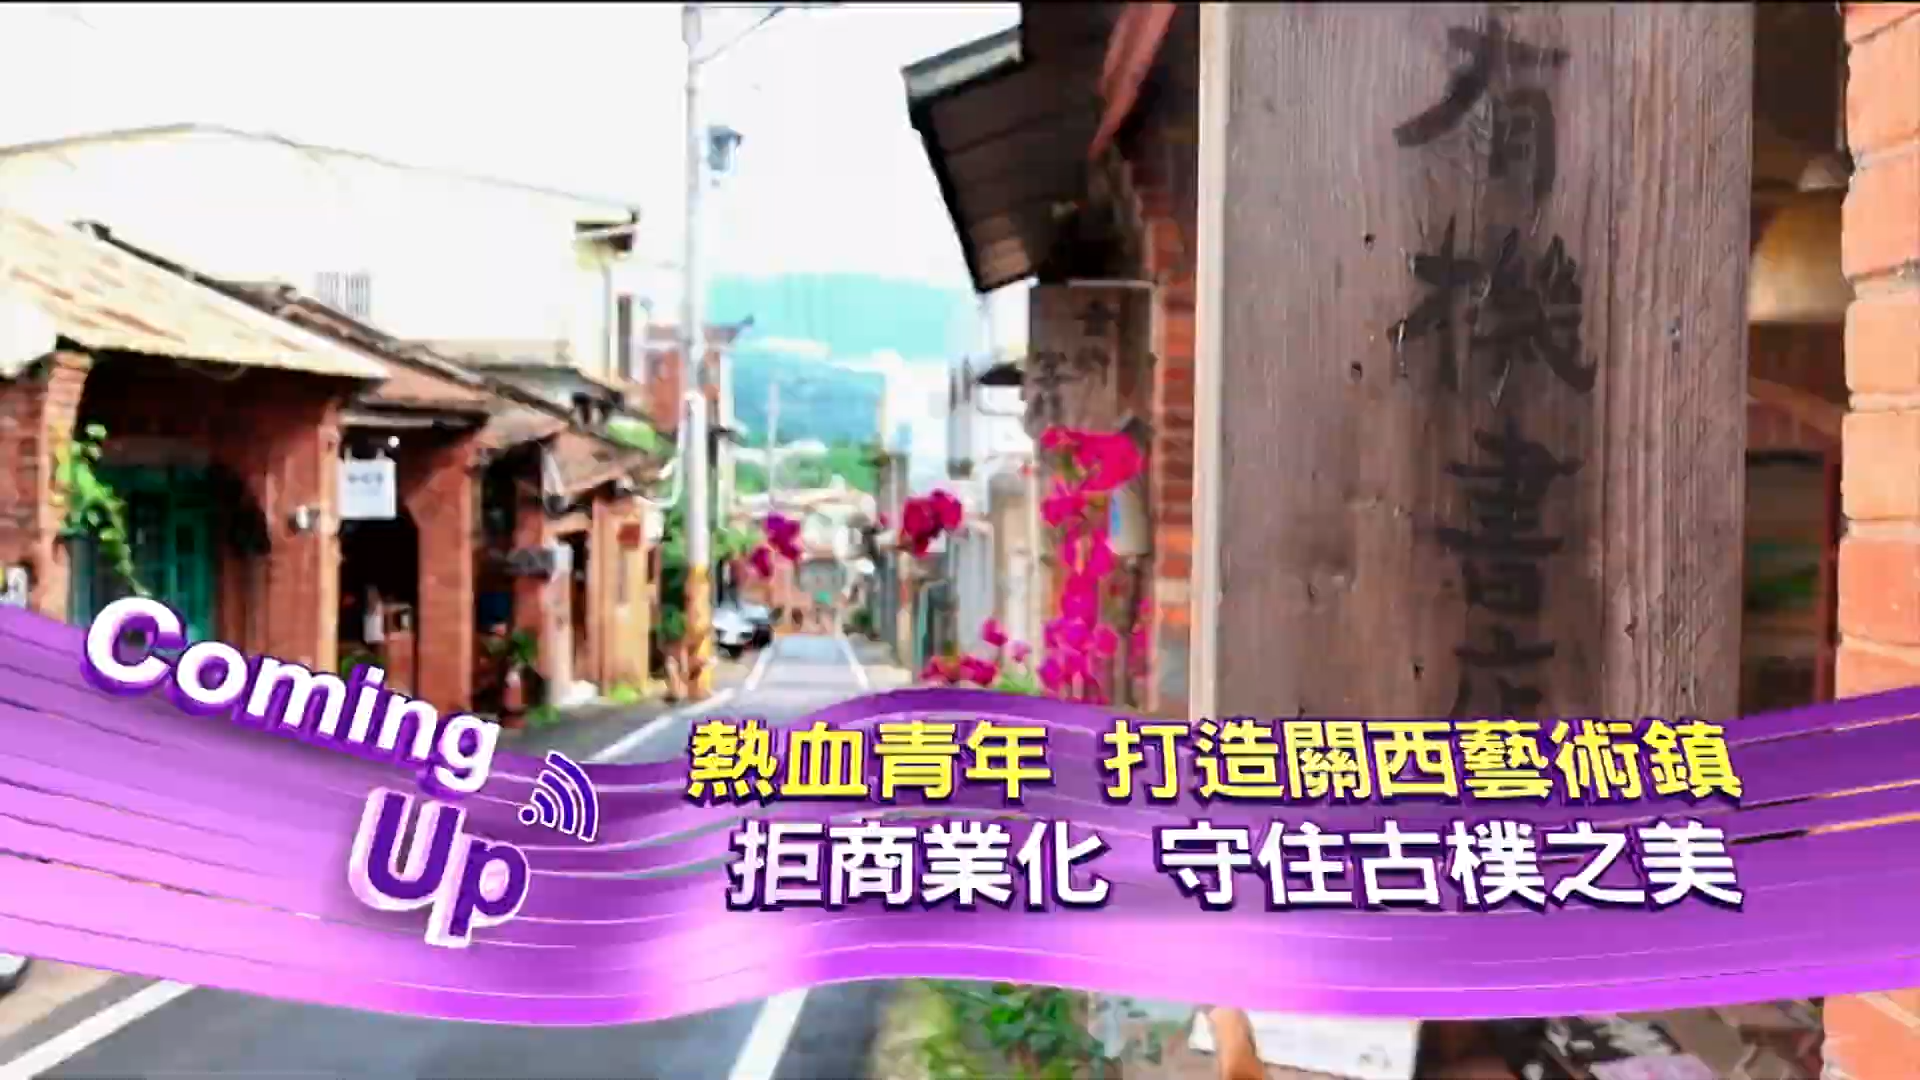 有機書店
Coming
Up
熱血青年 打造關西藝術鎮
拒商業化 守住古樸之美